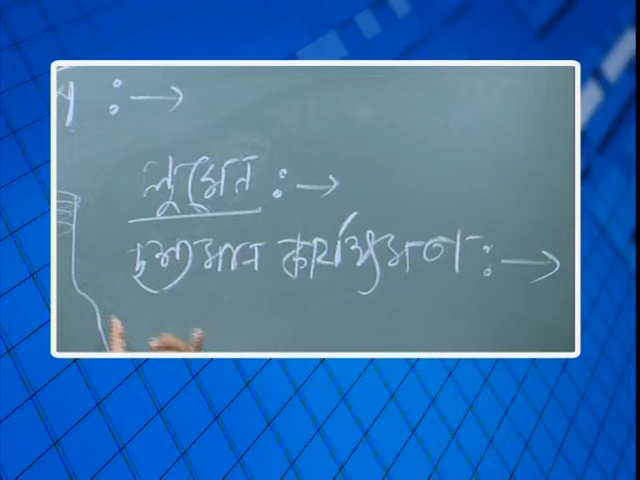 :→
লুমেন :→
দৃশ্যমান কার্যক্ষমতা :→